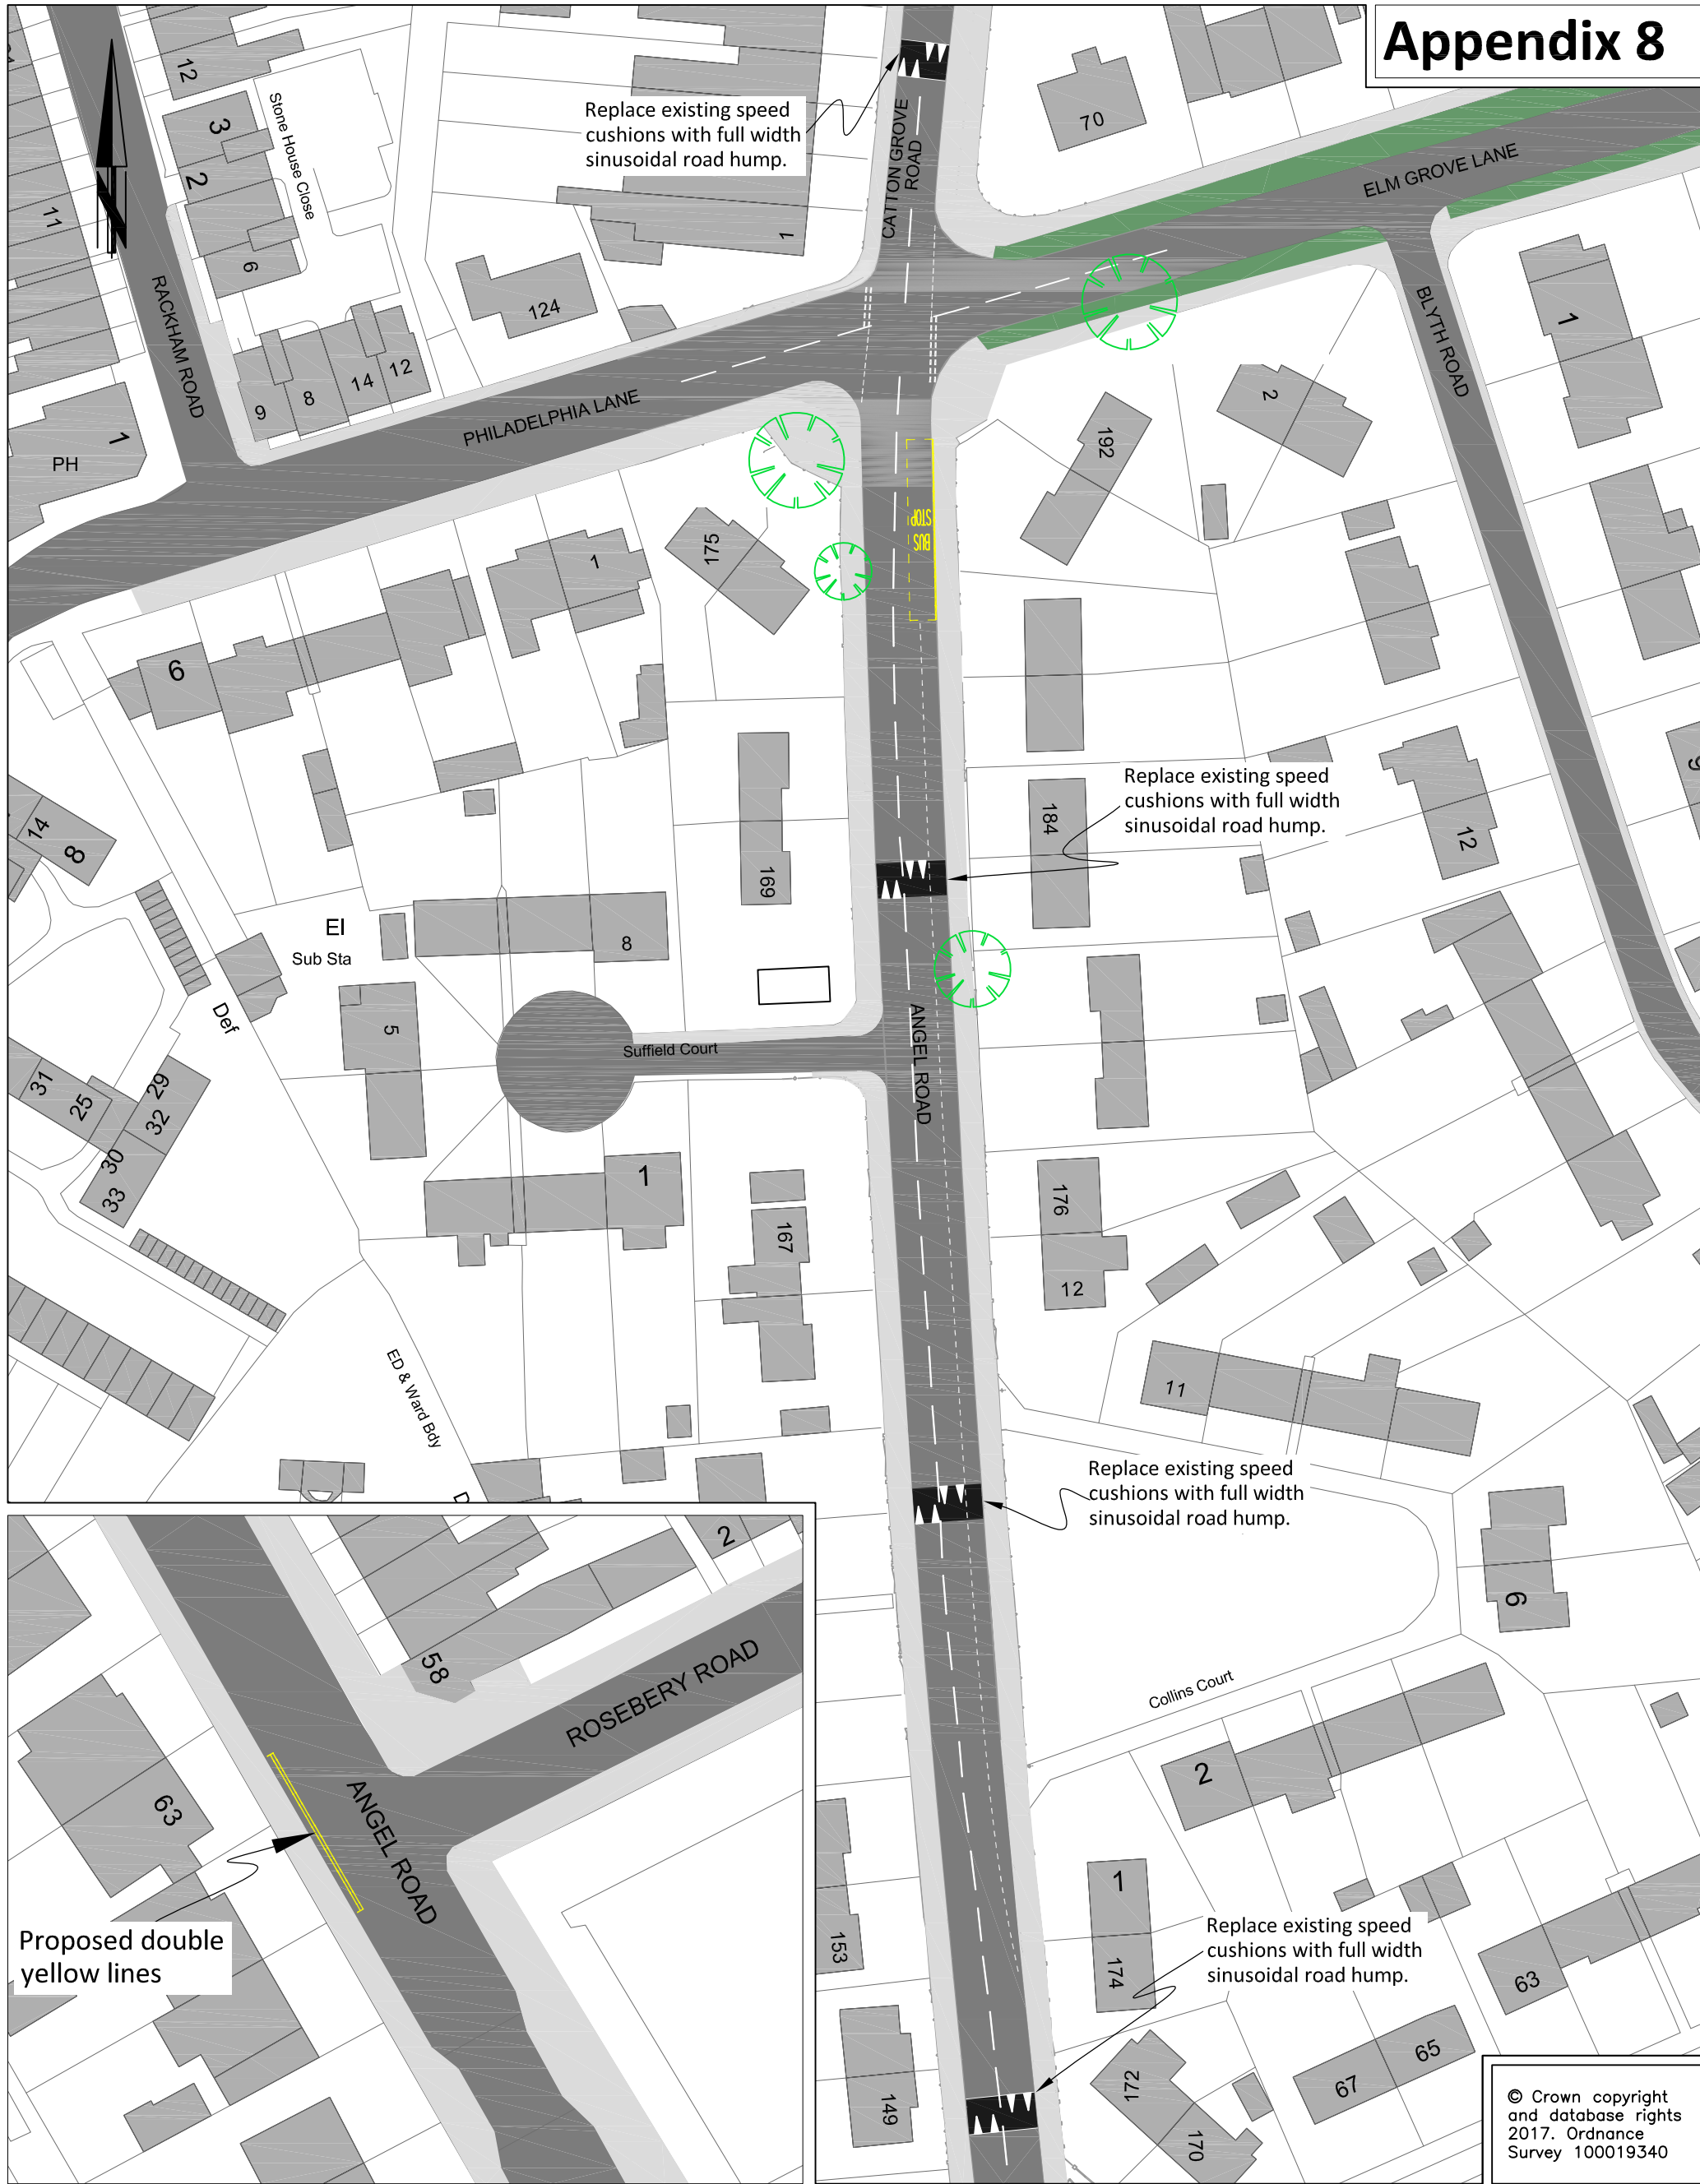 Appendix 8
12
3
2
Stone House Close
6
11
RACKHAM ROAD
1
PH
9
8
14
12
124
1
Replace existing speed
cushions with full width
sinusoidal road hump.
CATTON GROVE
ROAD
70
ELM GROVE LANE
BLYTH ROAD
1
2
192
PHILADELPHIA LANE
BUS
STOP
175
1
6
14
8
169
Replace existing speed
cushions with full width
sinusoidal road hump.
184
12
9
El
Sub Sta
8
5
Def
Suffield Court
ANGEL ROAD
31
25
29
32
30
33
1
167
176
12
11
ED & Ward Bdy
Replace existing speed
cushions with full width
sinusoidal road hump.
6
Collins Court
2
1
174
153
149
Replace existing speed
cushions with full width
sinusoidal road hump.
172
170
63
65
67
2
58
ROSEBERY ROAD
63
ANGEL ROAD
Proposed double
yellow lines
© Crown copyright
and database rights
2017. Ordnance
Survey 100019340